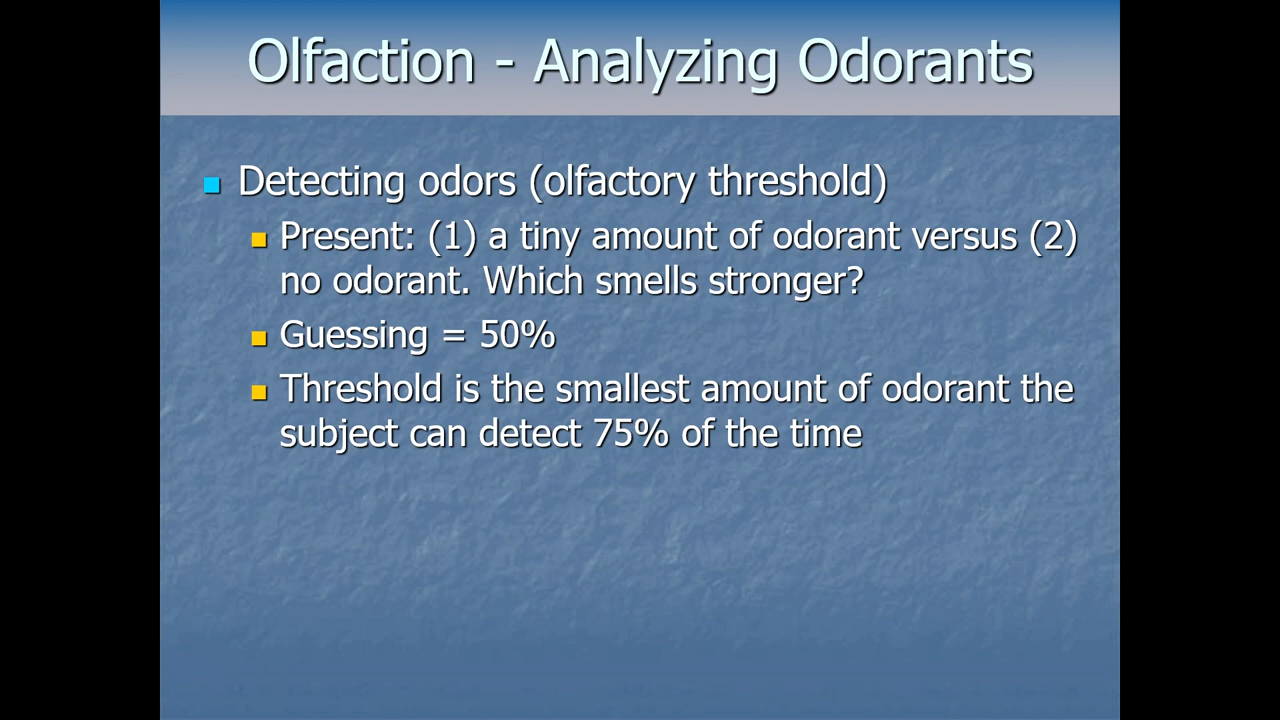 Olfaction - Analyzing Odorants
Detecting odors (olfactory threshold)
Present: (1) a tiny amount of odorant versus (2)
no odorant. Which smells stronger?
Guessing = 50%
Threshold is the smallest amount of odorant the
subject can detect 75% of the time